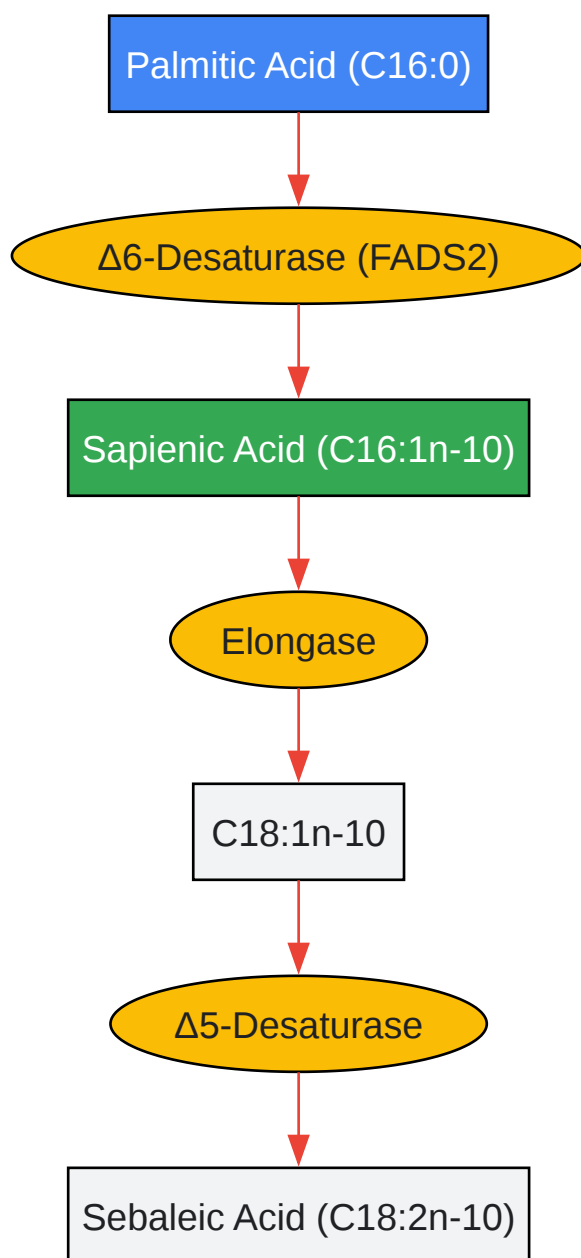 Palmitic Acid (C16:0)
Δ6-Desaturase (FADS2)
Sapienic Acid (C16:1n-10)
Elongase
C18:1n-10
Δ5-Desaturase
Sebaleic Acid (C18:2n-10)